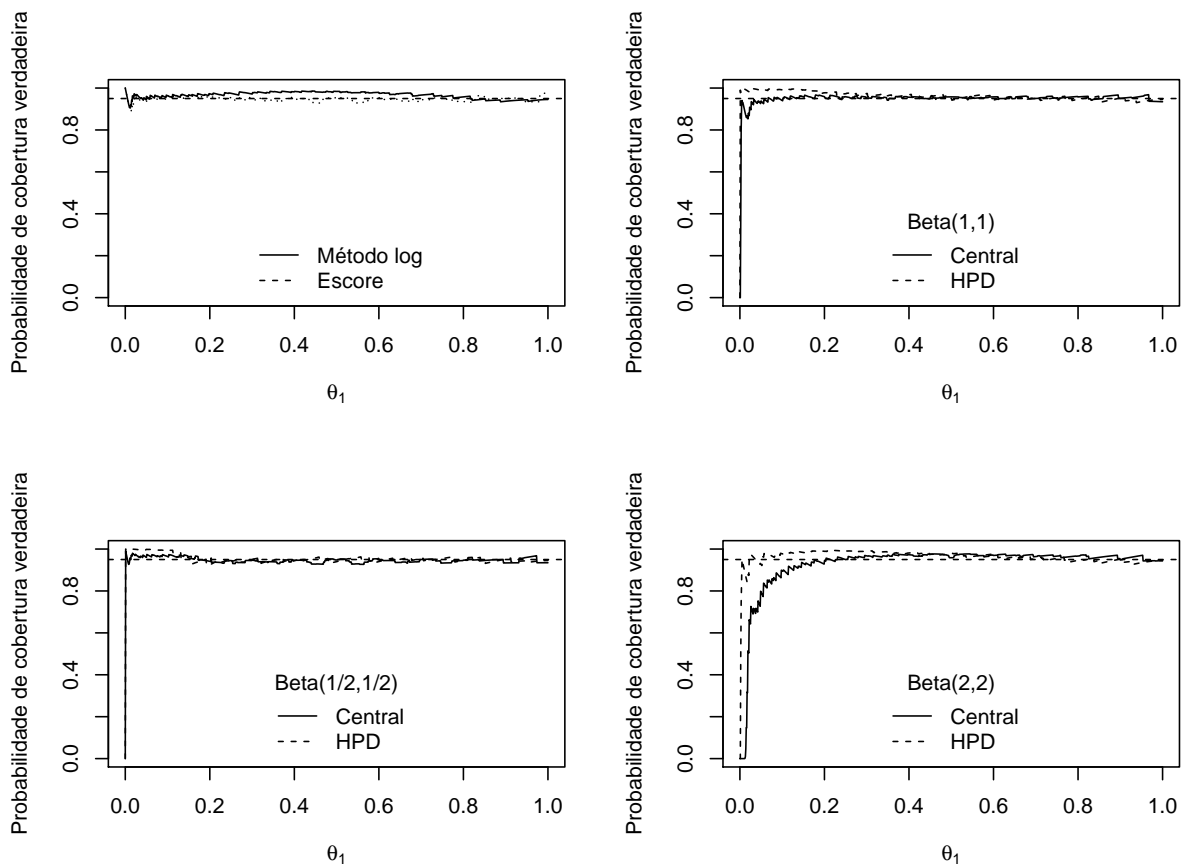 Probabilidade de cobertura verdadeira
0.0 0.4 0.8
Método log
Escore
0.0 0.2 0.4 0.6 0.8 1.0
θ1
Probabilidade de cobertura verdadeira
0.0 0.4 0.8
Beta(1,1)
Central
HPD
0.0 0.2 0.4 0.6 0.8 1.0
θ1
Probabilidade de cobertura verdadeira
0.0 0.4 0.8
Beta(1/2,1/2)
Central
HPD
0.0 0.2 0.4 0.6 0.8 1.0
θ1
Probabilidade de cobertura verdadeira
0.0 0.4 0.8
Beta(2,2)
Central
HPD
0.0 0.2 0.4 0.6 0.8 1.0
θ1